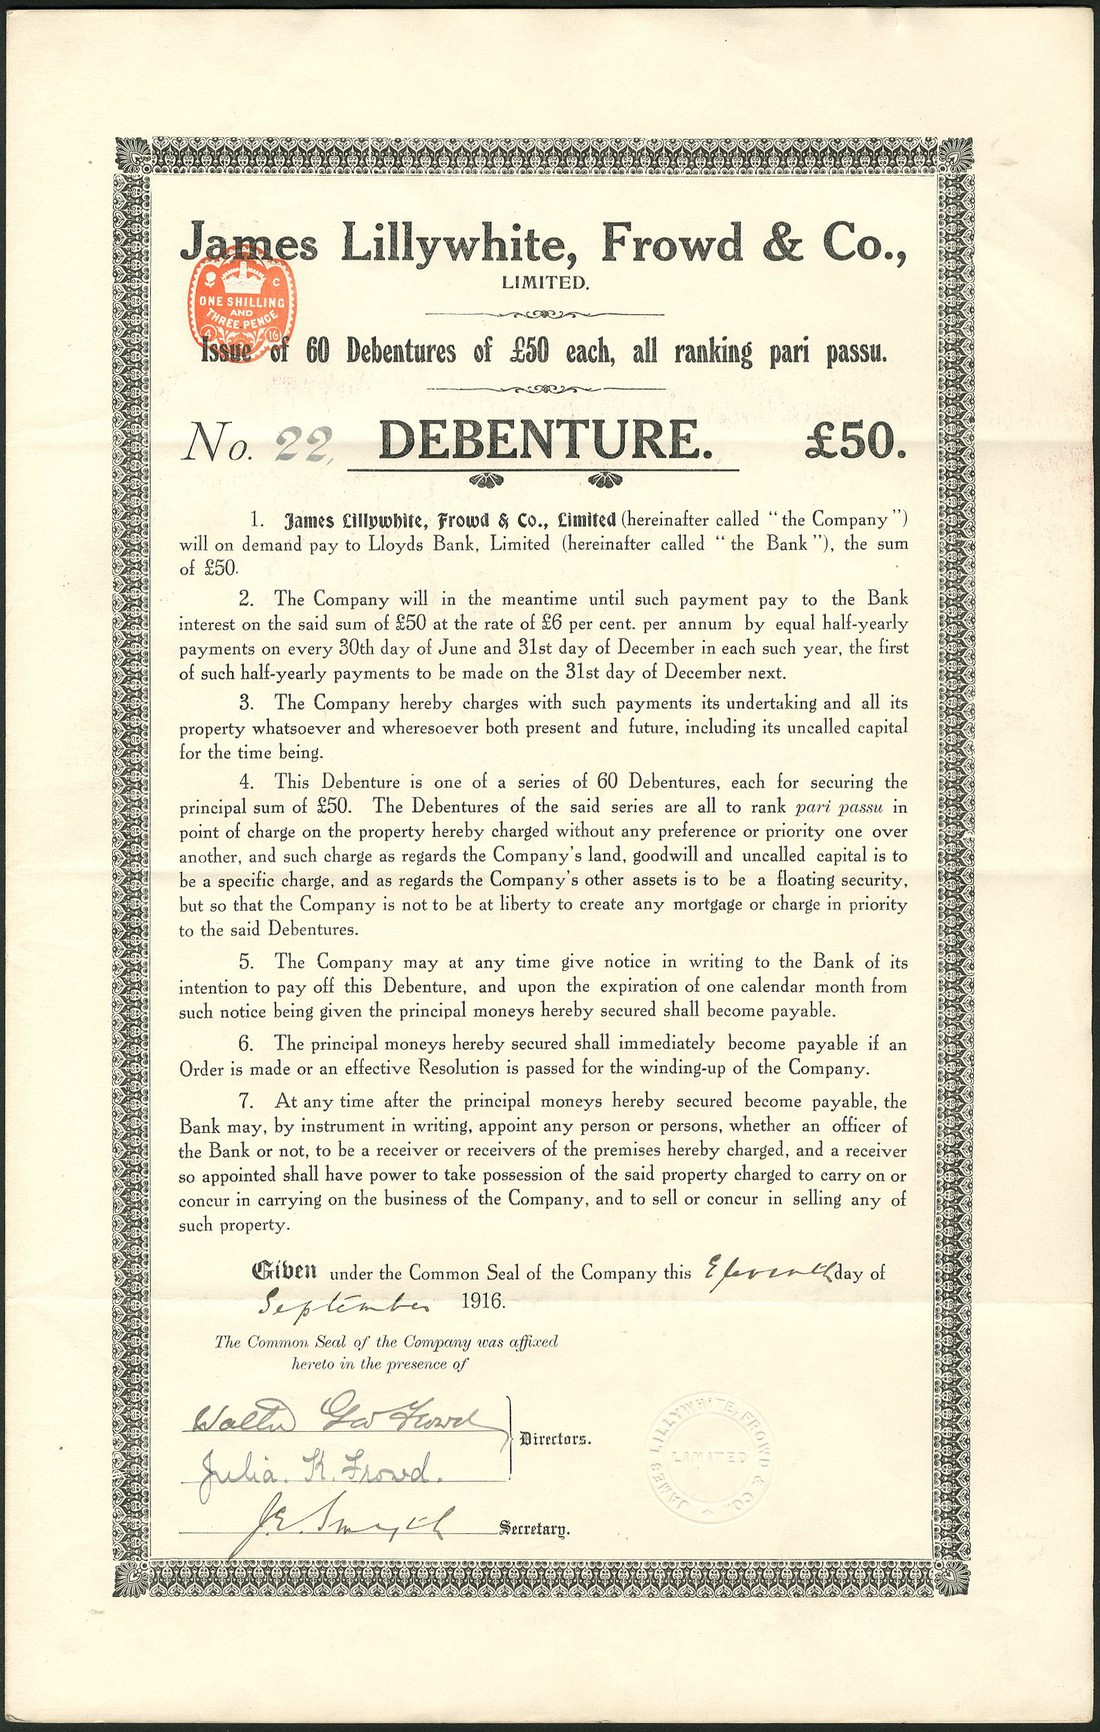 James Lillywhite, Frowd & Co.,
LIMITED.
C
ONE SHILLING
AND
THREE-PENCE
4 16
Issue of 60 Debentures of £50 each, all ranking pari passu.
No. 22, DEBENTURE. £50.
1. James Lillywhite, Frowd & Co., Limited (hereinafter called "the Company")
will on demand pay to Lloyds Bank, Limited (hereinafter called "the Bank"), the sum
of £50.
2. The Company will in the meantime until such payment pay to the Bank
interest on the said sum of £50 at the rate of £6 per cent. per annum by equal half-yearly
payments on every 30th day of June and 31st day of December in each such year, the first
of such half-yearly payments to be made on the 31st day of December next.
3. The Company hereby charges with such payments its undertaking and all its
property whatsoever and wheresoever both present and future, including its uncalled capital
for the time being.
4. This Debenture is one of a series of 60 Debentures, each for securing the
principal sum of £50. The Debentures of the said series are all to rank pari passu in
point of charge on the property hereby charged without any preference or priority one over
another, and such charge as regards the Company's land, goodwill and uncalled capital is to
be a specific charge, and as regards the Company's other assets is to be a floating security,
but so that the Company is not to be at liberty to create any mortgage or charge in priority
to the said Debentures.
5. The Company may at any time give notice in writing to the Bank of its
intention to pay off this Debenture, and upon the expiration of one calendar month from
such notice being given the principal moneys hereby secured shall become payable.
6. The principal moneys hereby secured shall immediately become payable if an
Order is made or an effective Resolution is passed for the winding-up of the Company.
7. At any time after the principal moneys hereby secured become payable, the
Bank may, by instrument in writing, appoint any person or persons, whether an officer of
the Bank or not, to be a receiver or receivers of the premises hereby charged, and a receiver
so appointed shall have power to take possession of the said property charged to carry on or
concur in carrying on the business of the Company, and to sell or concur in selling any of
such property.
Given under the Common Seal of the Company this Eleventh day of
September 1916.
The Common Seal of the Company was affixed
hereto in the presence of
Walter Geo Frowd
Directors.
Julia. K. Frowd.
J. E. Smyth Secretary.
JAMES LILLYWHITE, FROWD & CO.
LIMITED